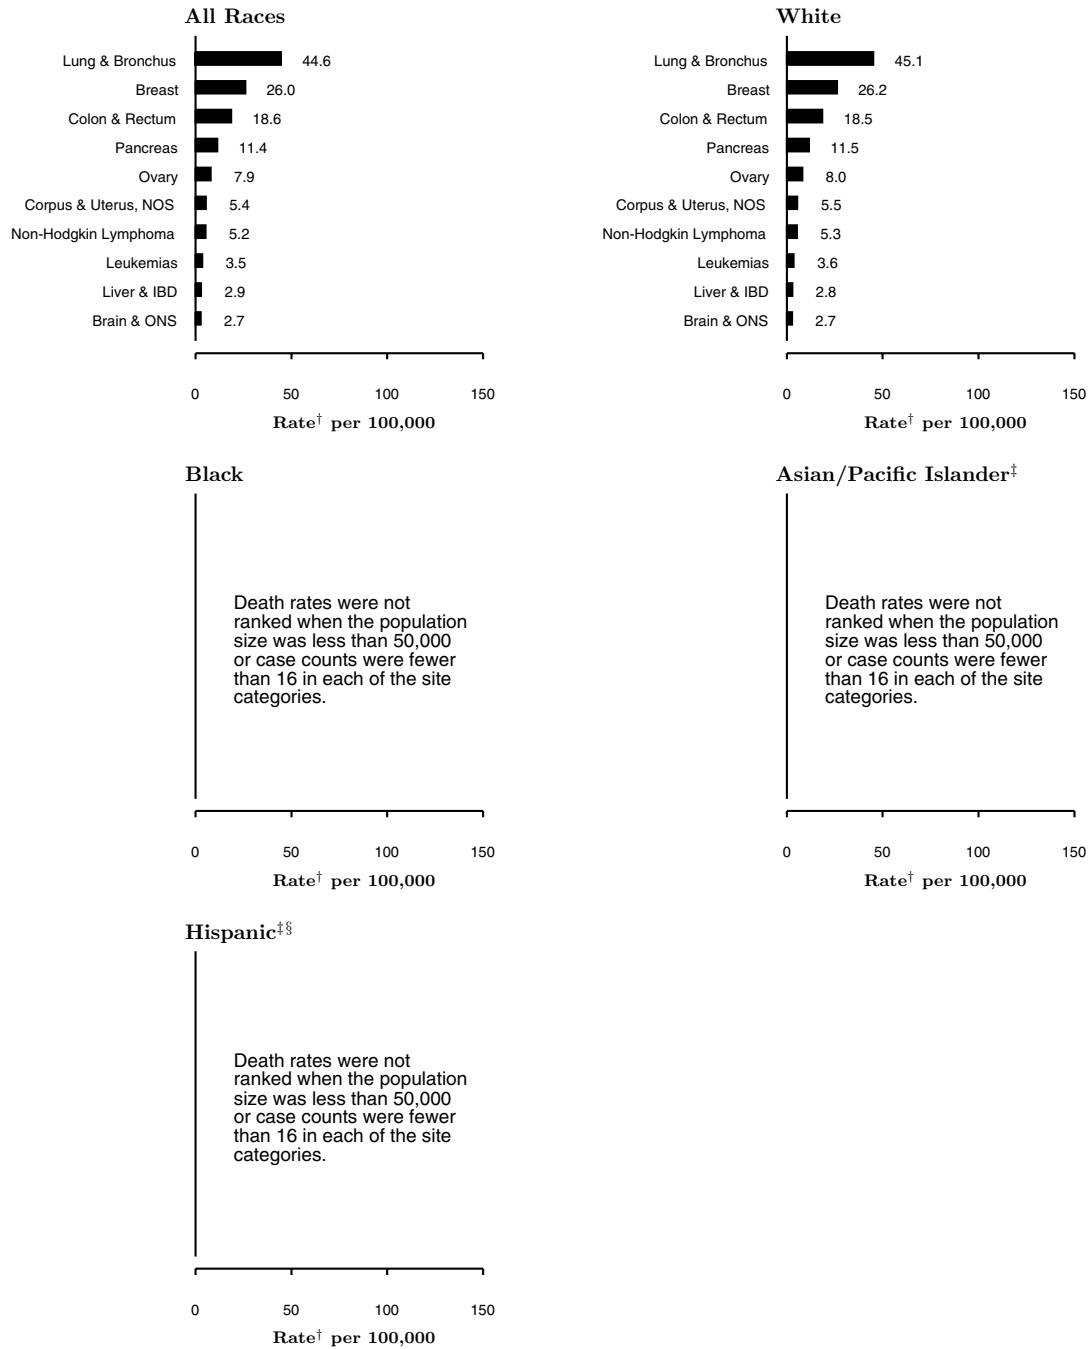 All Races
Lung & Bronchus 44.6
Breast 26.0
Colon & Rectum 18.6
Pancreas 11.4
Ovary 7.9
Corpus & Uterus, NOS 5.4
Non-Hodgkin Lymphoma 5.2
Leukemias 3.5
Liver & IBD 2.9
Brain & ONS 2.7
0 50 100 150
Rate† per 100,000
White
Lung & Bronchus 45.1
Breast 26.2
Colon & Rectum 18.5
Pancreas 11.5
Ovary 8.0
Corpus & Uterus, NOS 5.5
Non-Hodgkin Lymphoma 5.3
Leukemias 3.6
Liver & IBD 2.8
Brain & ONS 2.7
0 50 100 150
Rate† per 100,000
Black
Death rates were not
ranked when the population
size was less than 50,000
or case counts were fewer
than 16 in each of the site
categories.
0 50 100 150
Rate† per 100,000
Asian/Pacific Islander‡
Death rates were not
ranked when the population
size was less than 50,000
or case counts were fewer
than 16 in each of the site
categories.
0 50 100 150
Rate† per 100,000
Hispanic‡§
Death rates were not
ranked when the population
size was less than 50,000
or case counts were fewer
than 16 in each of the site
categories.
0 50 100 150
Rate† per 100,000